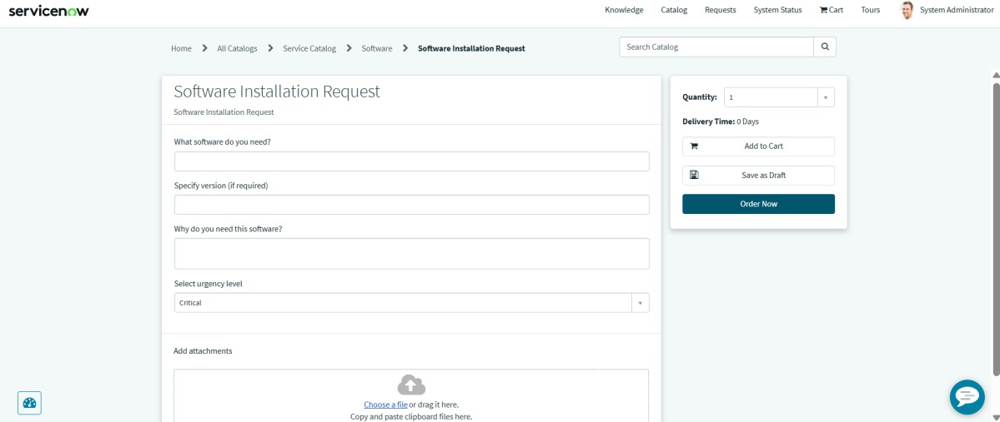 servicenow
Knowledge Catalog Requests System Status Cart Tours System Administrator
Home > All Catalogs > Service Catalog > Software > Software Installation Request
Search Catalog
Software Installation Request
Software Installation Request
What software do you need?
Specify version (if required)
Why do you need this software?
Select urgency level
Critical
Add attachments
Choose a file or drag it here.
Copy and paste clipboard files here.
Quantity: 1
Delivery Time: 0 Days
Add to Cart
Save as Draft
Order Now